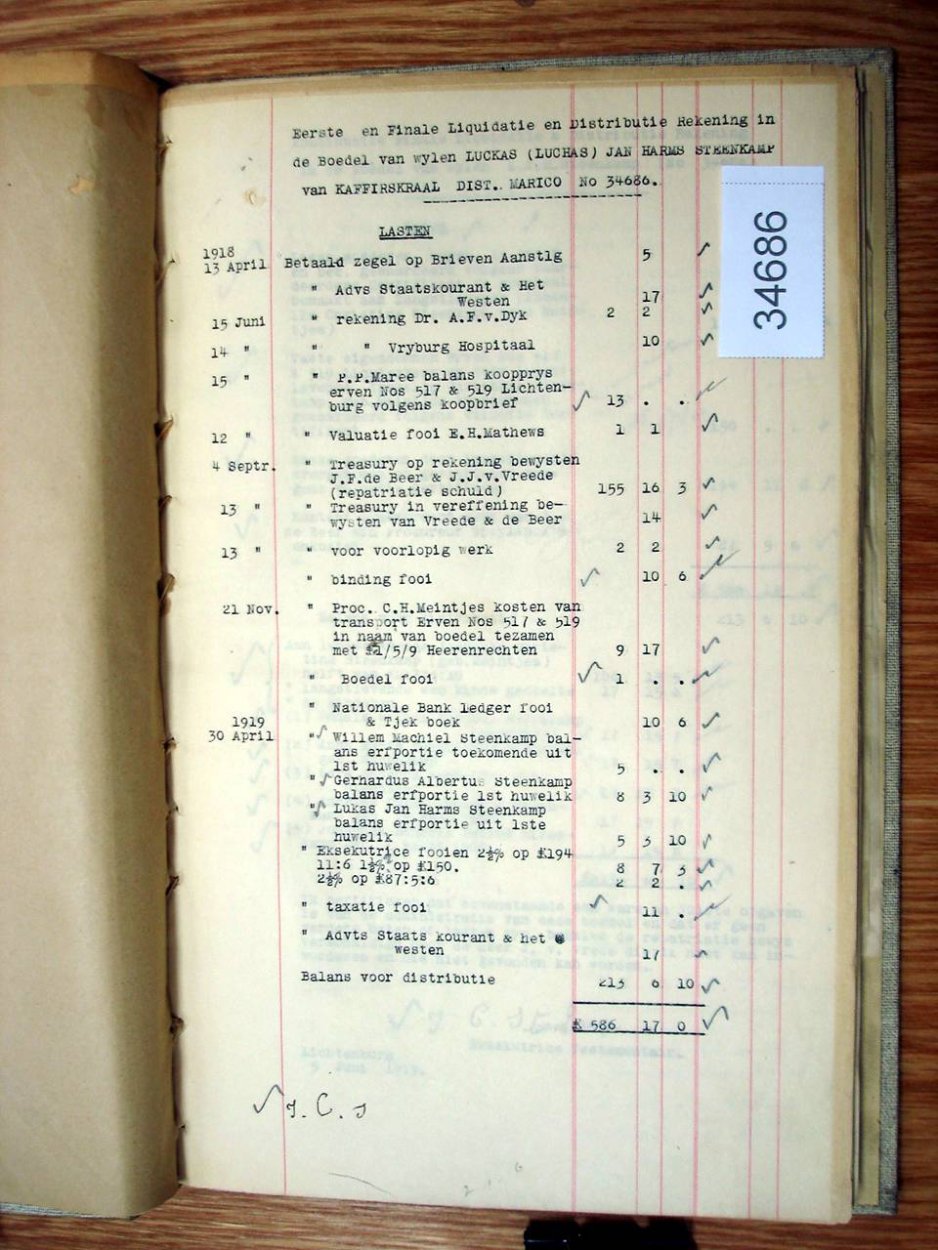 Eerste en Finale Liquidatie en Distributie Rekening in
de Boedel van wylen LUCKAS (LUCHAS) JAN HARMS STEENKAMP
van KAFFIRSKRAAL DIST. MARICO No 34686.
34686
LASTEN
1918
13 April Betaald zegel op Brieven Aanstlg 5
" Advs Staatskourant & Het
Westen 17
15 Juni " rekening Dr. A.F.v.Dyk 2 2
14 " " " Vryburg Hospitaal 10
15 " " P.P.Maree balans koopprys
erven Nos 517 & 519 Lichten-
burg volgens koopbrief 13 . .
12 " " Valuatie fooi E.H.Mathews 1 1
4 Septr. " Treasury op rekening bewysten
J.F.de Beer & J.J.v.Vreede
(repatriatie schuld) 155 16 3
13 " " Treasury in vereffening be-
wysten van Vreede & de Beer 14
13 " " voor voorlopig werk 2 2
" binding fooi 10 6
21 Nov. " Proc. C.H.Meintjes kosten van
transport Erven Nos 517 & 519
in naam van boedel tezamen
met £1/5/9 Heerenrechten 9 17
" Boedel fooi 1 . .
" Nationale Bank Ledger fooi
1919 & Tjek boek 10 6
30 April " Willem Machiel Steenkamp bal-
ans erfportie toekomende uit
1st huwelik 5 . .
" Gerhardus Albertus Steenkamp
balans erfportie 1st huwelik 8 3 10
" Lukas Jan Harms Steenkamp
balans erfportie uit 1ste
huwelik 5 3 10
" Eksekutrice fooien 2½% op £194
11:6 1¼% op £150. 8 7 3
2½% op £87:5:6 2 2 .
" taxatie fooi 11 .
" Advts Staats kourant & het
westen 17
Balans voor distributie 213 6 10
£ 586 17 0
J. C. S